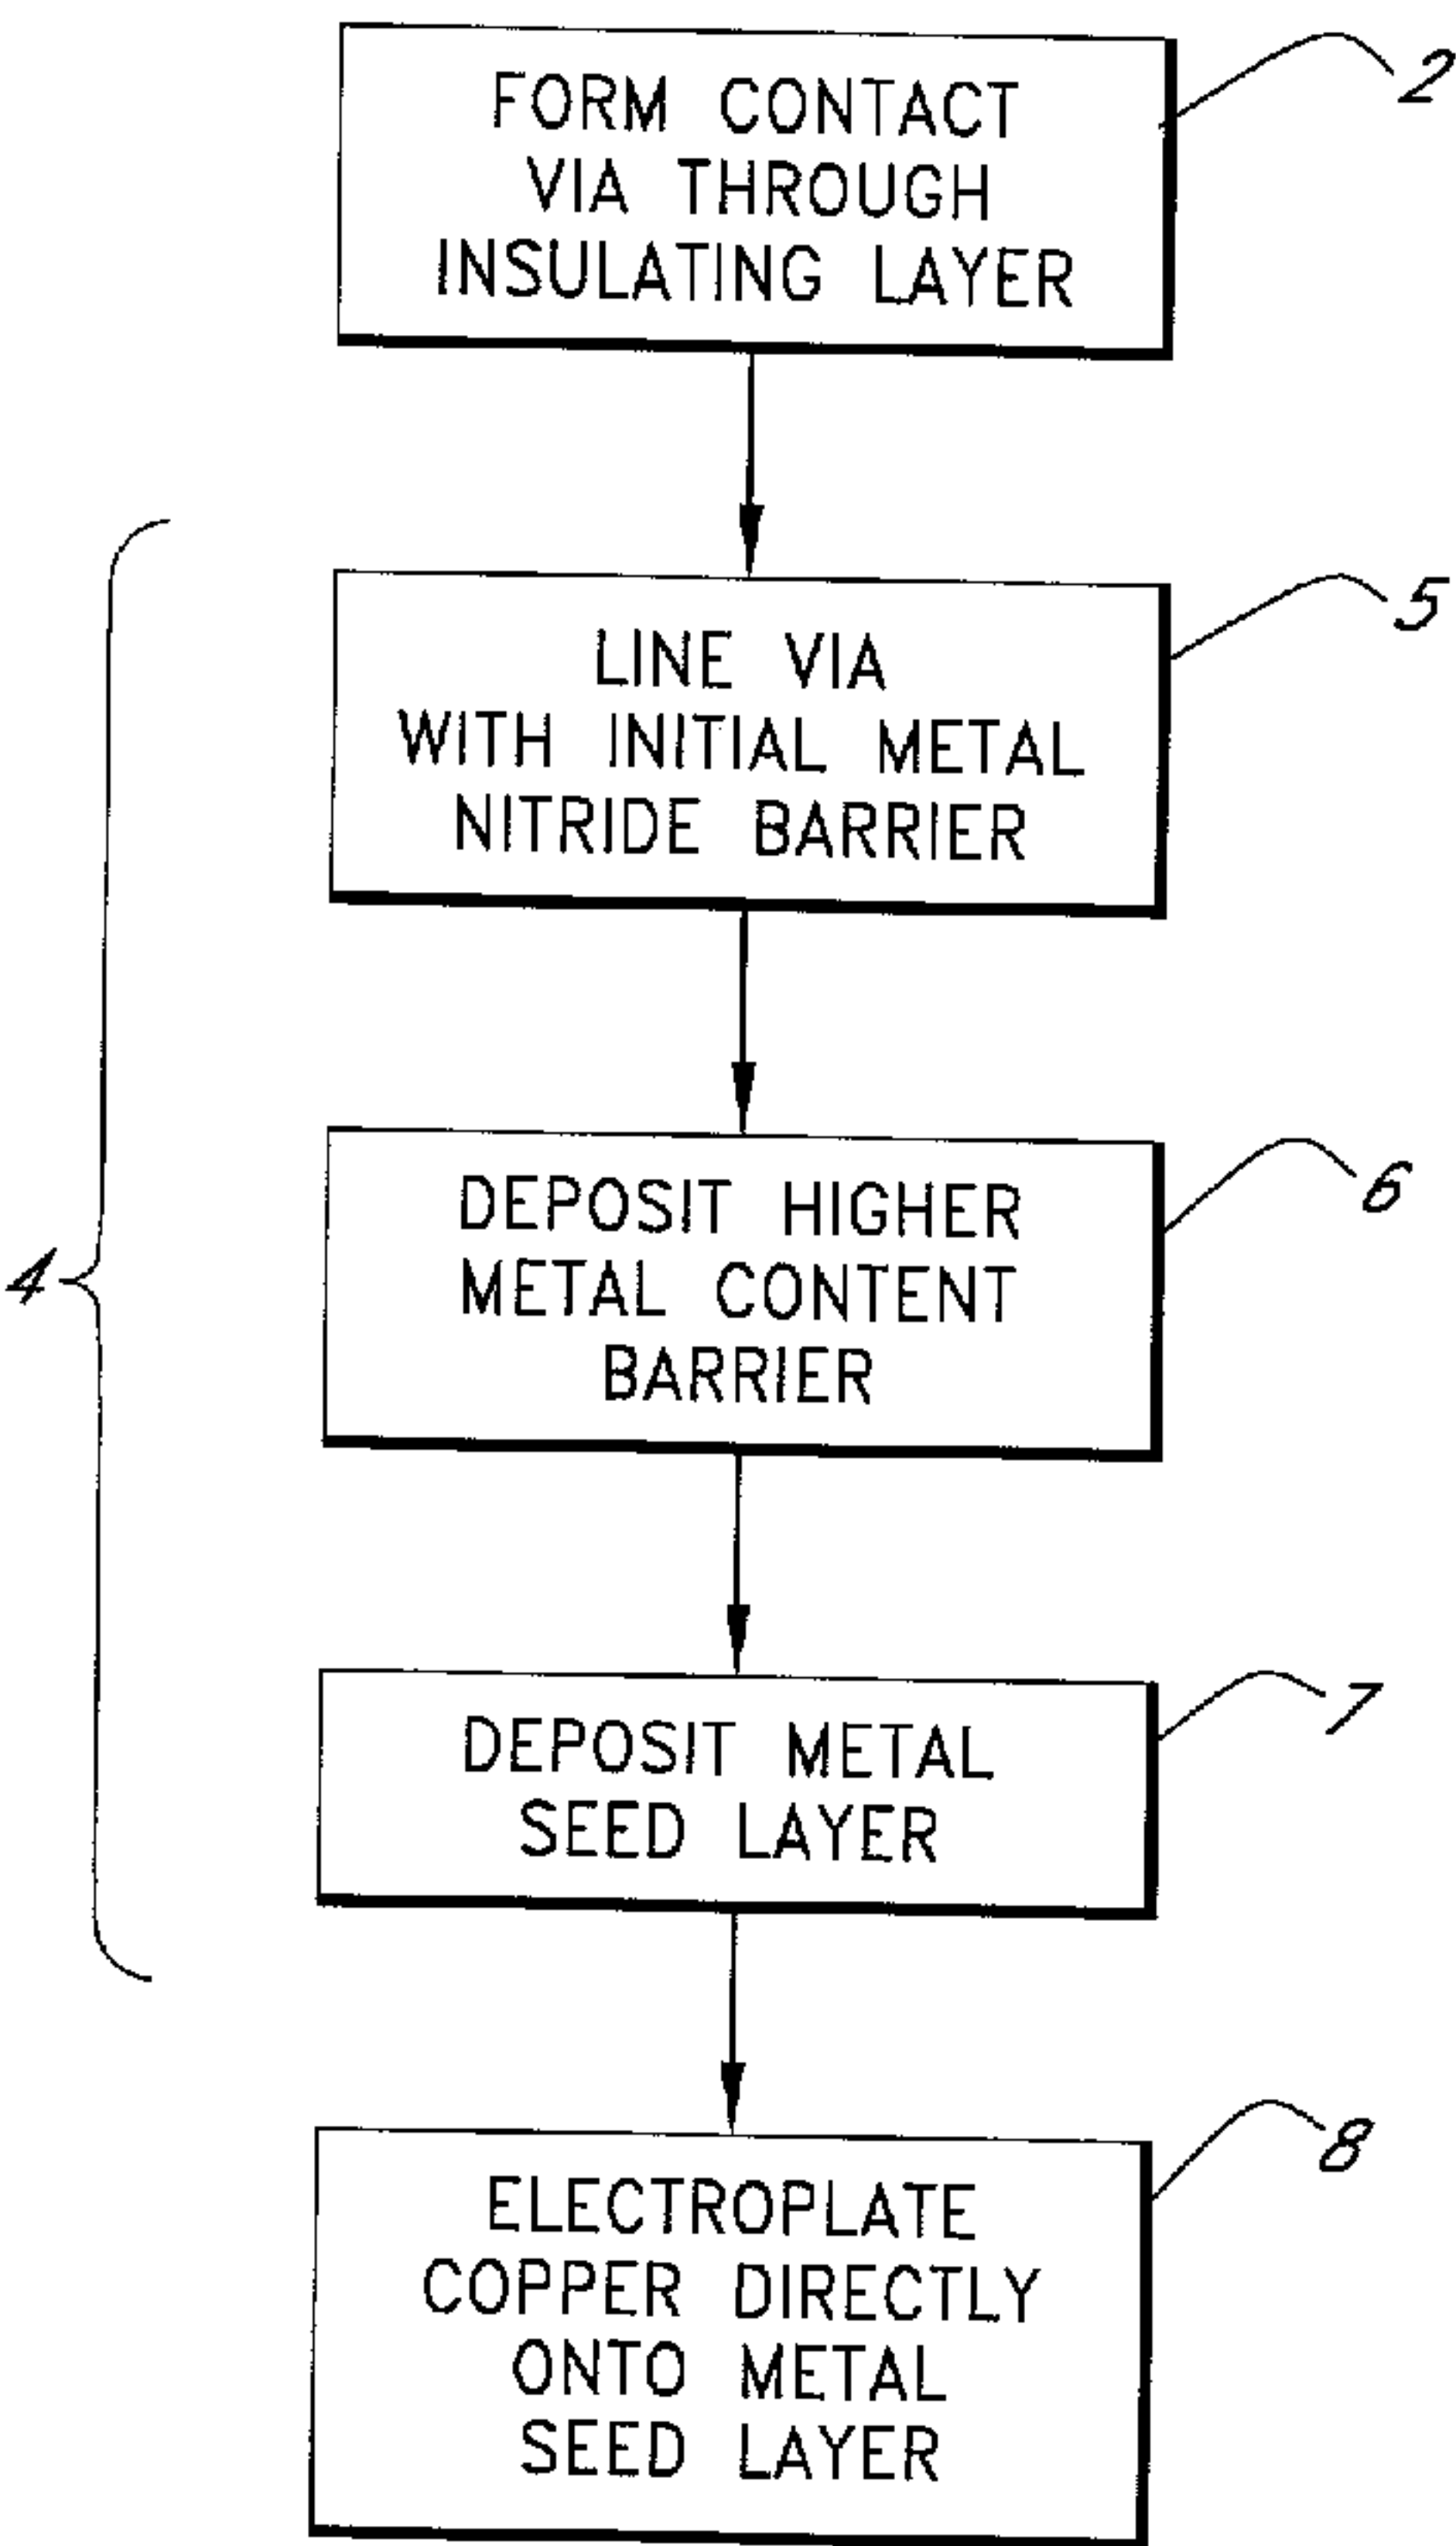 FORM CONTACT
VIA THROUGH
INSULATING LAYER
2
LINE VIA
WITH INITIAL METAL
NITRIDE BARRIER
5
DEPOSIT HIGHER
METAL CONTENT
BARRIER
6
4
DEPOSIT METAL
SEED LAYER
7
ELECTROPLATE
COPPER DIRECTLY
ONTO METAL
SEED LAYER
8